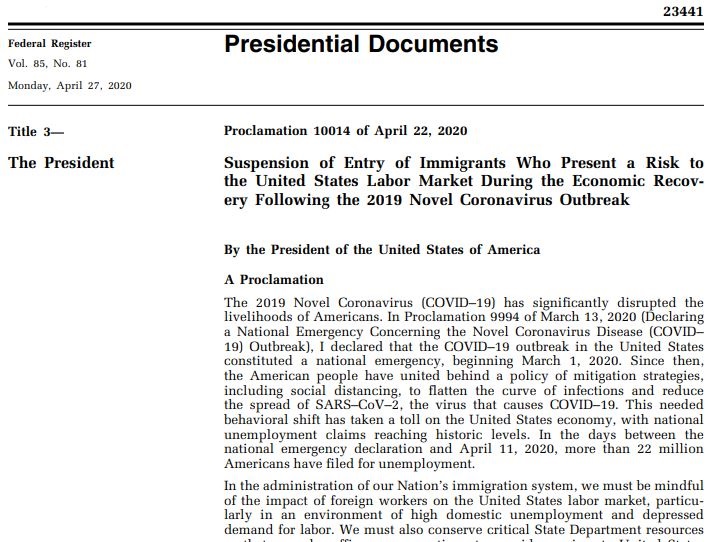 23441
Federal Register
Vol. 85, No. 81
Monday, April 27, 2020
Presidential Documents
Title 3—
The President
Proclamation 10014 of April 22, 2020
Suspension of Entry of Immigrants Who Present a Risk to
the United States Labor Market During the Economic Recov-
ery Following the 2019 Novel Coronavirus Outbreak
By the President of the United States of America
A Proclamation
The 2019 Novel Coronavirus (COVID–19) has significantly disrupted the
livelihoods of Americans. In Proclamation 9994 of March 13, 2020 (Declaring
a National Emergency Concerning the Novel Coronavirus Disease (COVID–
19) Outbreak), I declared that the COVID–19 outbreak in the United States
constituted a national emergency, beginning March 1, 2020. Since then,
the American people have united behind a policy of mitigation strategies,
including social distancing, to flatten the curve of infections and reduce
the spread of SARS–CoV–2, the virus that causes COVID–19. This needed
behavioral shift has taken a toll on the United States economy, with national
unemployment claims reaching historic levels. In the days between the
national emergency declaration and April 11, 2020, more than 22 million
Americans have filed for unemployment.
In the administration of our Nation's immigration system, we must be mindful
of the impact of foreign workers on the United States labor market, particu-
larly in an environment of high domestic unemployment and depressed
demand for labor. We must also conserve critical State Department resources